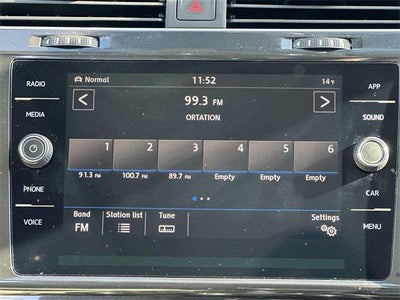 RADIO
MEDIA
PHONE
VOICE
Normal
11:52
14°F
99.3 FM
ORTATION
1 2 3 4 5 6
91.3 FM 100.7 FM 89.7 FM Empty Empty Empty
Band Station list Tune Settings
FM
APP
SOUND
CAR
MENU